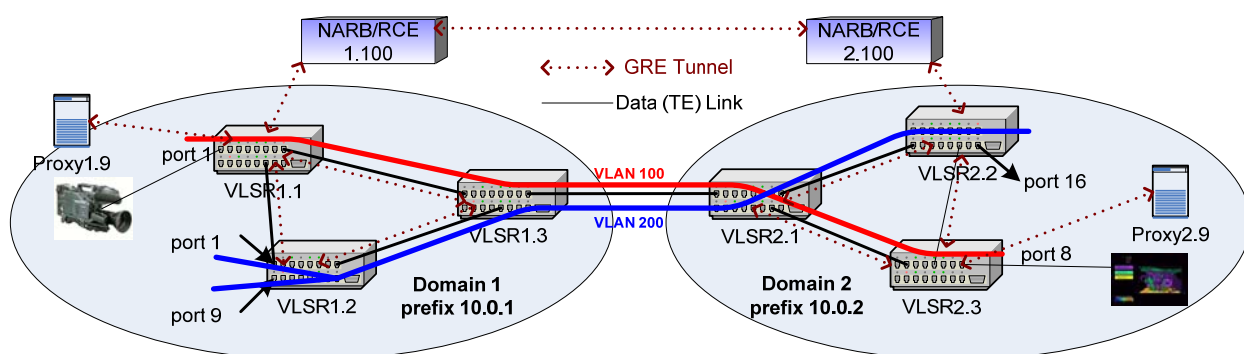 NARB/RCE
1.100
NARB/RCE
2.100
GRE Tunnel
Data (TE) Link
Proxy1.9
port 1
VLSR1.1
VLAN 100
VLSR2.2
port 16
VLSR1.3
VLAN 200
VLSR2.1
Proxy2.9
port 1
port 8
Domain 1
prefix 10.0.1
Domain 2
prefix 10.0.2
VLSR1.2
VLSR2.3
port 9